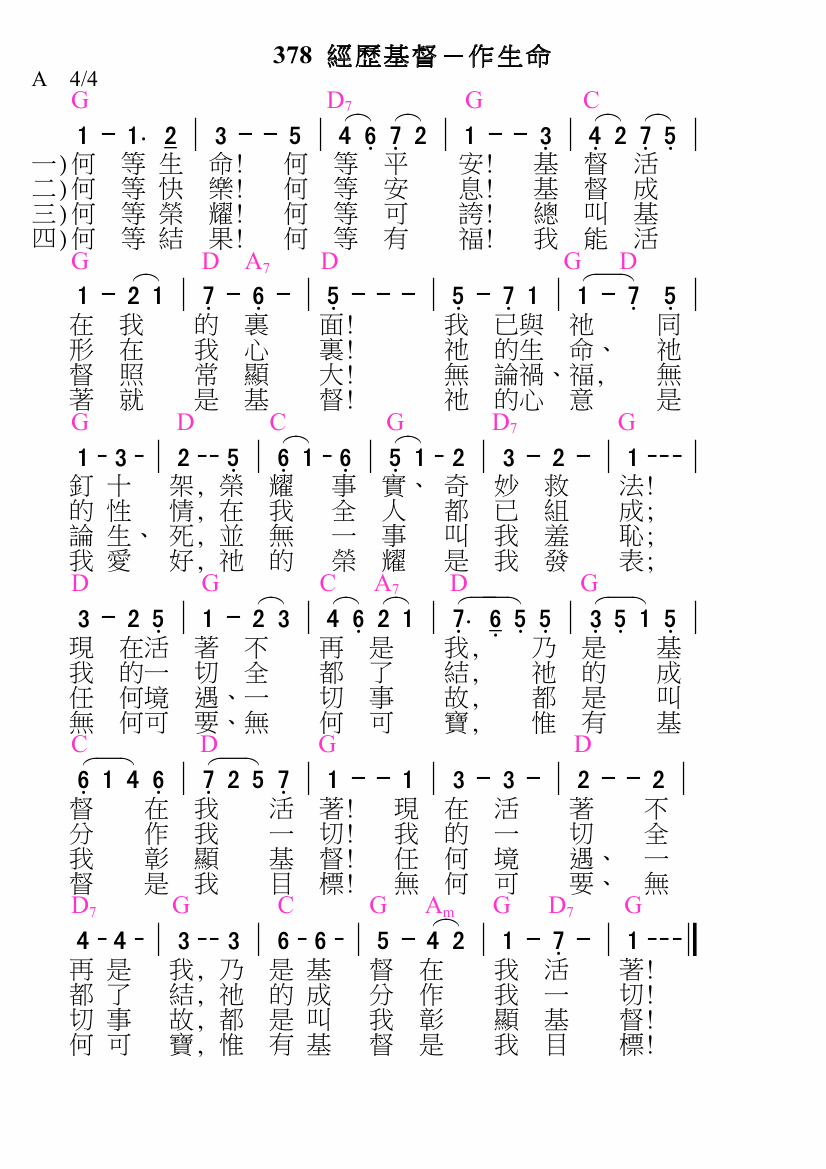 378 經歷基督－作生命
A 4/4
G D7 G C
1 - 1. 2 | 3 - - 5 | 4 6 7 2 | 1 - - 3 | 4 2 7 5 |
一)何 等 生 命! 何 等 平 安! 基 督 活
二)何 等 快 樂! 何 等 安 息! 基 督 成
三)何 等 榮 耀! 何 等 可 誇! 總 叫 基
四)何 等 結 果! 何 等 有 福! 我 能 活
G D A7 D G D
1 - 2 1 | 7 - 6 - | 5 - - - | 5 - 7 1 | 1 - 7 5 |
在 我 的 裏 面! 我 已與 祂 同
形 在 我 心 裏! 祂 的生 命、 祂
督 照 常 顯 大! 無 論禍、福, 無
著 就 是 基 督! 祂 的心 意 是
G D C G D7 G
1 - 3 - | 2 - - 5 | 6 1 - 6 | 5 1 - 2 | 3 - 2 - | 1 - - - |
釘 十 架, 榮 耀 事 實、 奇 妙 救 法!
的 性 情, 在 我 全 人 都 已 組 成;
論 生、 死, 並 無 一 事 叫 我 羞 恥;
我 愛 好, 祂 的 榮 耀 是 我 發 表;
D G C A7 D G
3 - 2 5 | 1 - 2 3 | 4 6 2 1 | 7. 6 5 5 | 3 5 1 5 |
現 在活 著 不 再 是 我, 乃 是 基
我 的一 切 全 都 了 結, 祂 的 成
任 何境 遇、一 切 事 故, 都 是 叫
無 何可 要、無 何 可 寶, 惟 有 基
C D G D
6 1 4 6 | 7 2 5 7 | 1 - - 1 | 3 - 3 - | 2 - - 2 |
督 在 我 活 著! 現 在 活 著 不
分 作 我 一 切! 我 的 一 切 全
我 彰 顯 基 督! 任 何 境 遇、 一
督 是 我 目 標! 無 何 可 要、 無
D7 G C G Am G D7 G
4 - 4 - | 3 - - 3 | 6 - 6 - | 5 - 4 2 | 1 - 7 - | 1 - - - ‖
再 是 我, 乃 是 基 督 在 我 活 著!
都 了 結, 祂 的 成 分 作 我 一 切!
切 事 故, 都 是 叫 我 彰 顯 基 督!
何 可 寶, 惟 有 基 督 是 我 目 標!